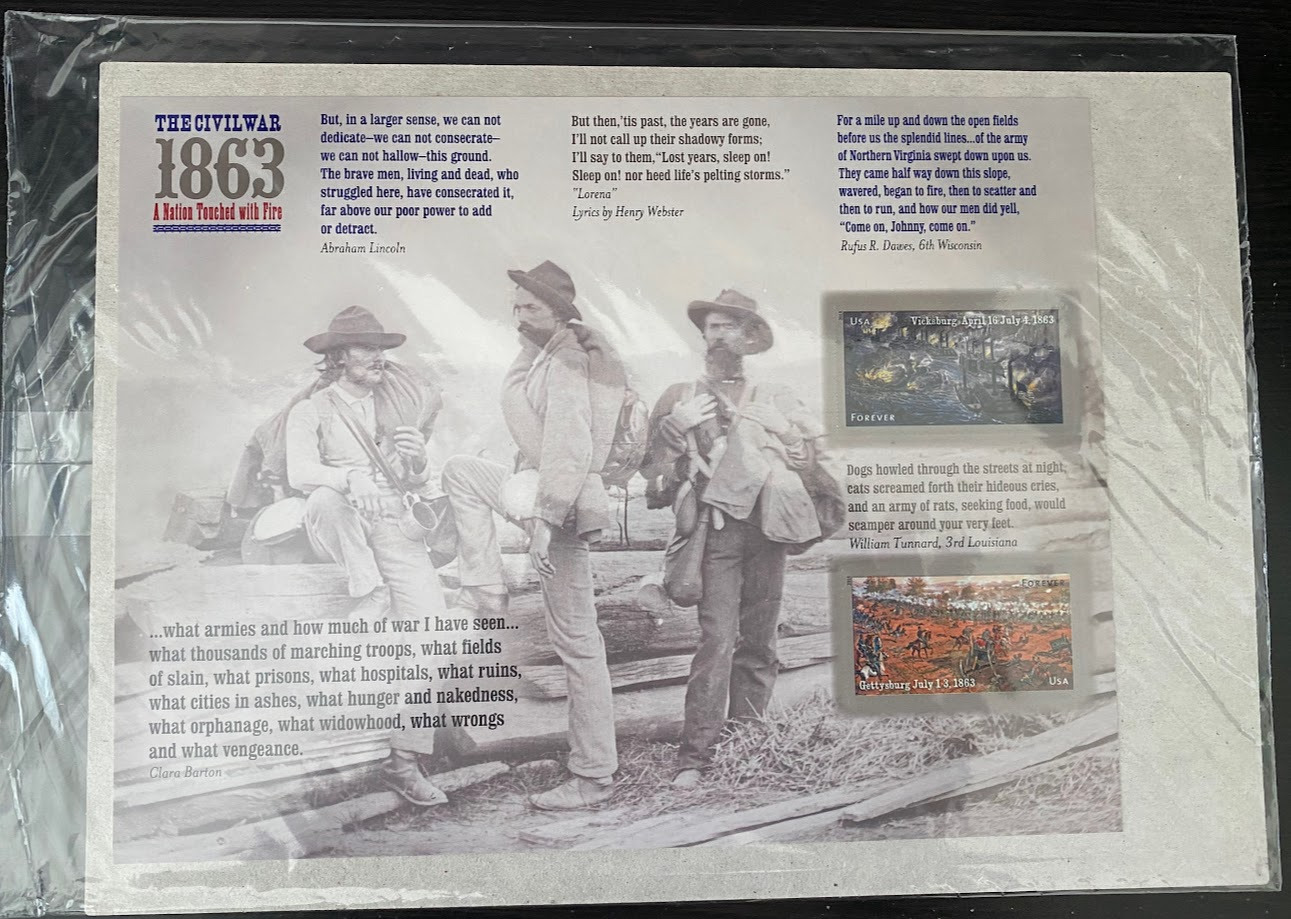 THE CIVIL WAR
1863
A Nation Touched with Fire
But, in a larger sense, we can not
dedicate—we can not consecrate—
we can not hallow—this ground.
The brave men, living and dead, who
struggled here, have consecrated it,
far above our poor power to add
or detract.
Abraham Lincoln
But then, 'tis past, the years are gone,
I'll not call up their shadowy forms;
I'll say to them, "Lost years, sleep on!
Sleep on! nor heed life's pelting storms."
"Lorena"
Lyrics by Henry Webster
For a mile up and down the open fields
before us the splendid lines...of the army
of Northern Virginia swept down upon us.
They came half way down this slope,
wavered, began to fire, then to scatter and
then to run, and how our men did yell,
"Come on, Johnny, come on."
Rufus R. Dawes, 6th Wisconsin
USA Vicksburg, April 16-July 4, 1863
FOREVER
Dogs howled through the streets at night;
cats screamed forth their hideous cries,
and an army of rats, seeking food, would
scamper around your very feet.
William Tunnard, 3rd Louisiana
FOREVER
Gettysburg July 1-3, 1863 USA
...what armies and how much of war I have seen...
what thousands of marching troops, what fields
of slain, what prisons, what hospitals, what ruins,
what cities in ashes, what hunger and nakedness,
what orphanage, what widowhood, what wrongs
and what vengeance.
Clara Barton